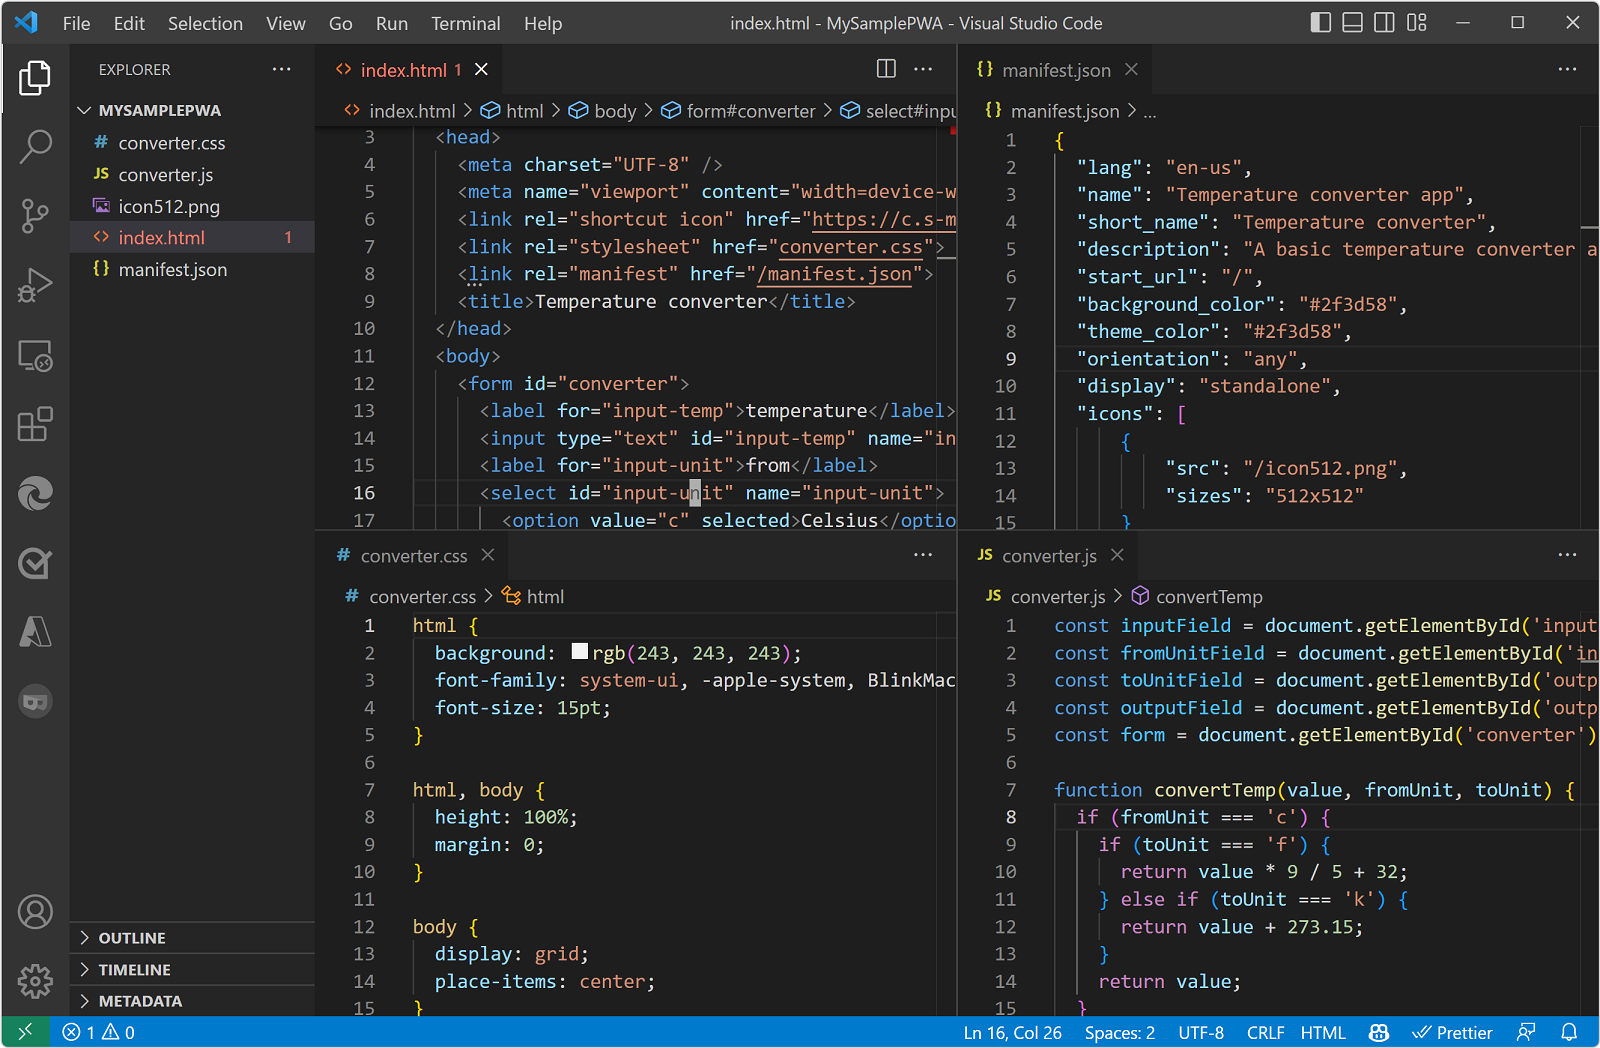 File Edit Selection View Go Run Terminal Help
index.html - MySamplePWA - Visual Studio Code
EXPLORER
MYSAMPLEPWA
# converter.css
JS converter.js
icon512.png
<> index.html 1
{} manifest.json
OUTLINE
TIMELINE
METADATA
<> index.html 1
<> index.html > html > body > form#converter > select#inpu
3 <head>
4 <meta charset="UTF-8" />
5 <meta name="viewport" content="width=device-w
6 <link rel="shortcut icon" href="https://c.s-m
7 <link rel="stylesheet" href="converter.css">
8 <link rel="manifest" href="/manifest.json">
9 <title>Temperature converter</title>
10 </head>
11 <body>
12 <form id="converter">
13 <label for="input-temp">temperature</label>
14 <input type="text" id="input-temp" name="in
15 <label for="input-unit">from</label>
16 <select id="input-unit" name="input-unit">
17 <option value="c" selected>Celsius</optio
{} manifest.json
{} manifest.json > ...
1 {
2 "lang": "en-us",
3 "name": "Temperature converter app",
4 "short_name": "Temperature converter",
5 "description": "A basic temperature converter a
6 "start_url": "/",
7 "background_color": "#2f3d58",
8 "theme_color": "#2f3d58",
9 "orientation": "any",
10 "display": "standalone",
11 "icons": [
12 {
13 "src": "/icon512.png",
14 "sizes": "512x512"
15 }
# converter.css
# converter.css > html
1 html {
2 background: rgb(243, 243, 243);
3 font-family: system-ui, -apple-system, BlinkMac
4 font-size: 15pt;
5 }
6
7 html, body {
8 height: 100%;
9 margin: 0;
10 }
11
12 body {
13 display: grid;
14 place-items: center;
15 }
JS converter.js
JS converter.js > convertTemp
1 const inputField = document.getElementById('input
2 const fromUnitField = document.getElementById('in
3 const toUnitField = document.getElementById('outp
4 const outputField = document.getElementById('outp
5 const form = document.getElementById('converter')
6
7 function convertTemp(value, fromUnit, toUnit) {
8 if (fromUnit === 'c') {
9 if (toUnit === 'f') {
10 return value * 9 / 5 + 32;
11 } else if (toUnit === 'k') {
12 return value + 273.15;
13 }
14 return value;
15 }
1 0
Ln 16, Col 26 Spaces: 2 UTF-8 CRLF HTML Prettier